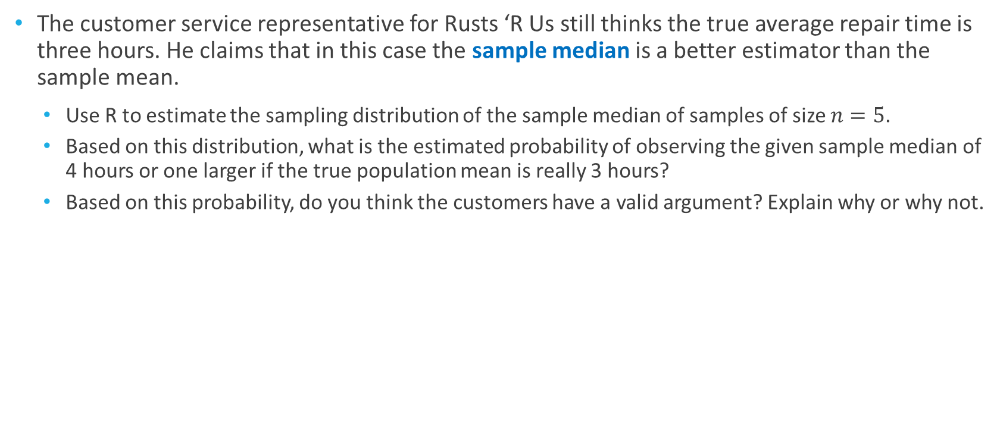 • The customer service representative for Rusts ‘R Us still thinks the true average repair time is
three hours. He claims that in this case the sample median is a better estimator than the
sample mean.
• Use R to estimate the sampling distribution of the sample median of samples of size n = 5.
• Based on this distribution, what is the estimated probability of observing the given sample median of
4 hours or one larger if the true population mean is really 3 hours?
• Based on this probability, do you think the customers have a valid argument? Explain why or why not.